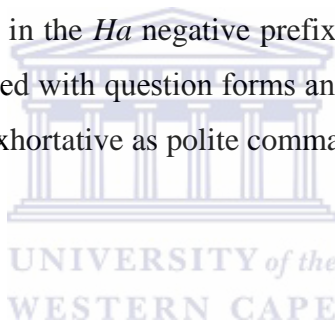 in the Ha negative prefix
ed with question forms an
xhortative as polite comma
UNIVERSITY of the
WESTERN CAPE